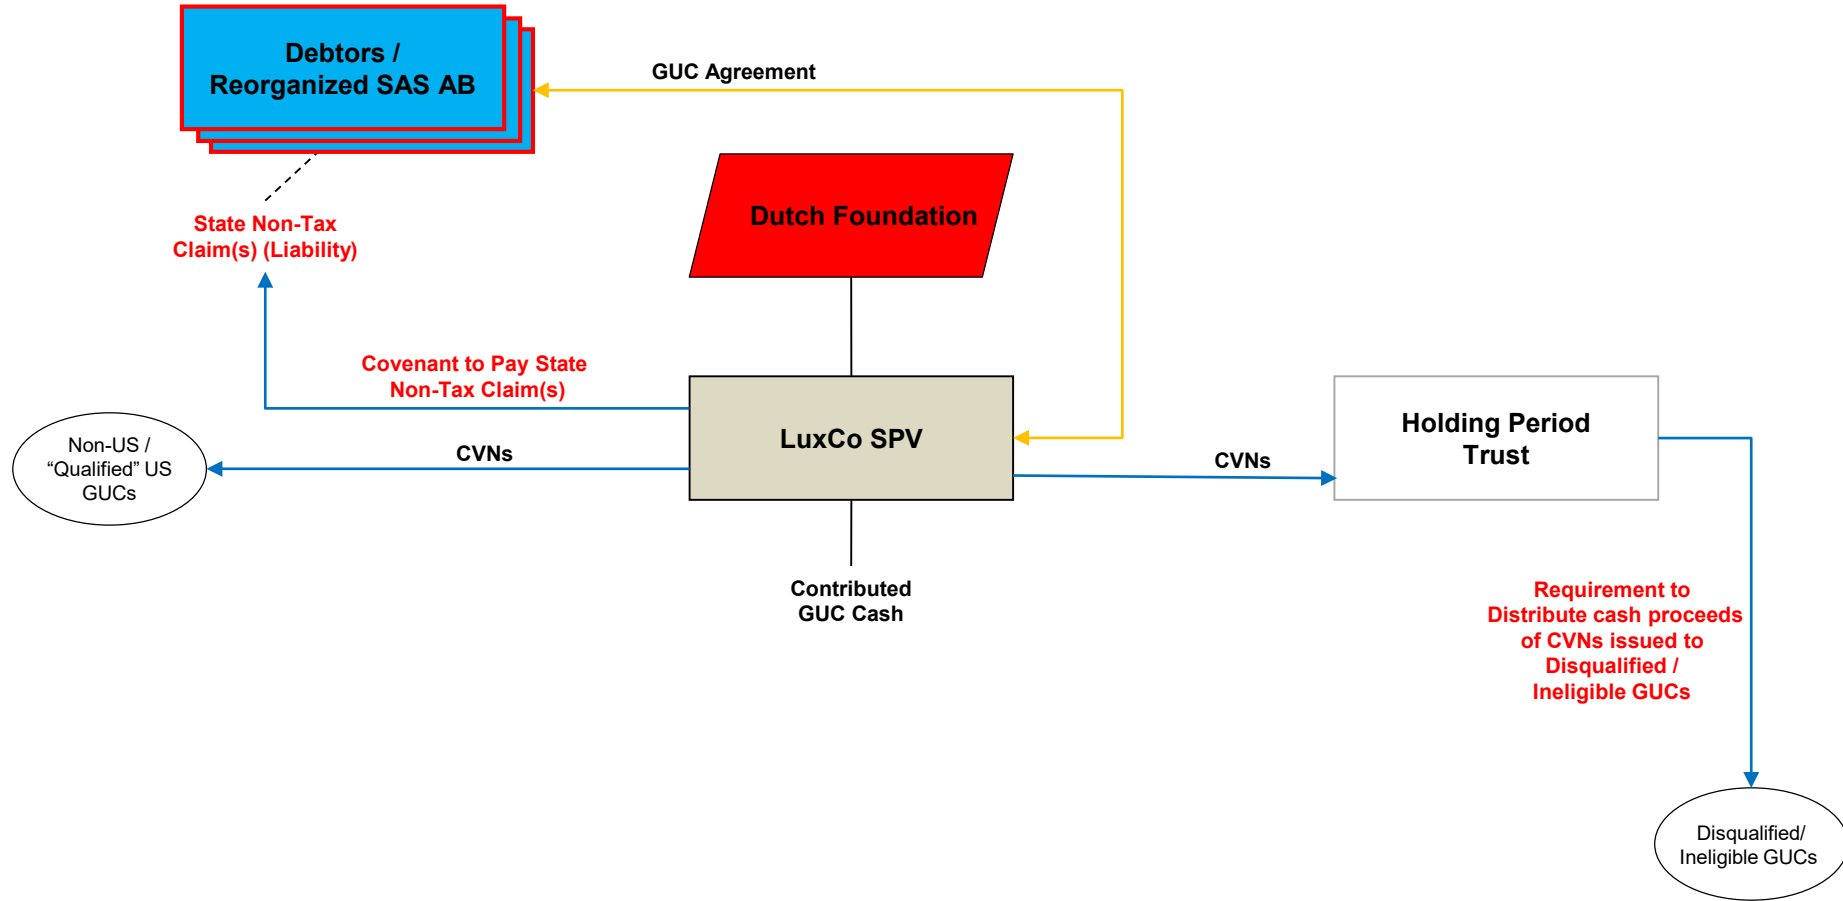 Debtors /
Reorganized SAS AB
GUC Agreement
Dutch Foundation
State Non-Tax
Claim(s) (Liability)
Covenant to Pay State
Non-Tax Claim(s)
LuxCo SPV
Holding Period
Trust
Non-US /
“Qualified” US
GUCs
CVNs
CVNs
Contributed
GUC Cash
Requirement to
Distribute cash proceeds
of CVNs issued to
Disqualified /
Ineligible GUCs
Disqualified/
Ineligible GUCs